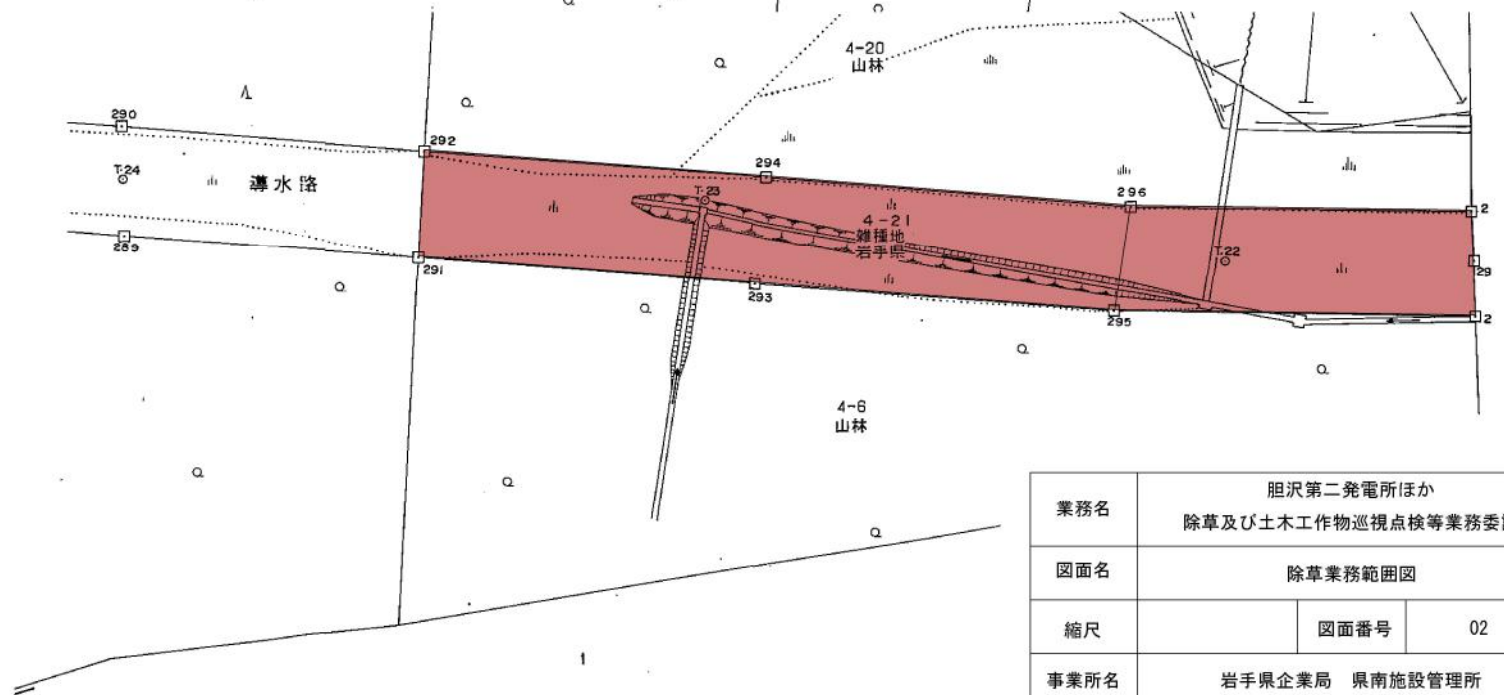 4-20
山林
290
292
T-24
導水路
294
T-23
296
2
4-21
雑種地
岩手県
T-22
29
289
291
293
295
2
4-6
山林
1
業務名
胆沢第二発電所ほか
除草及び土木工作物巡視点検等業務委
図面名
除草業務範囲図
縮尺
図面番号
02
事業所名
岩手県企業局 県南施設管理所